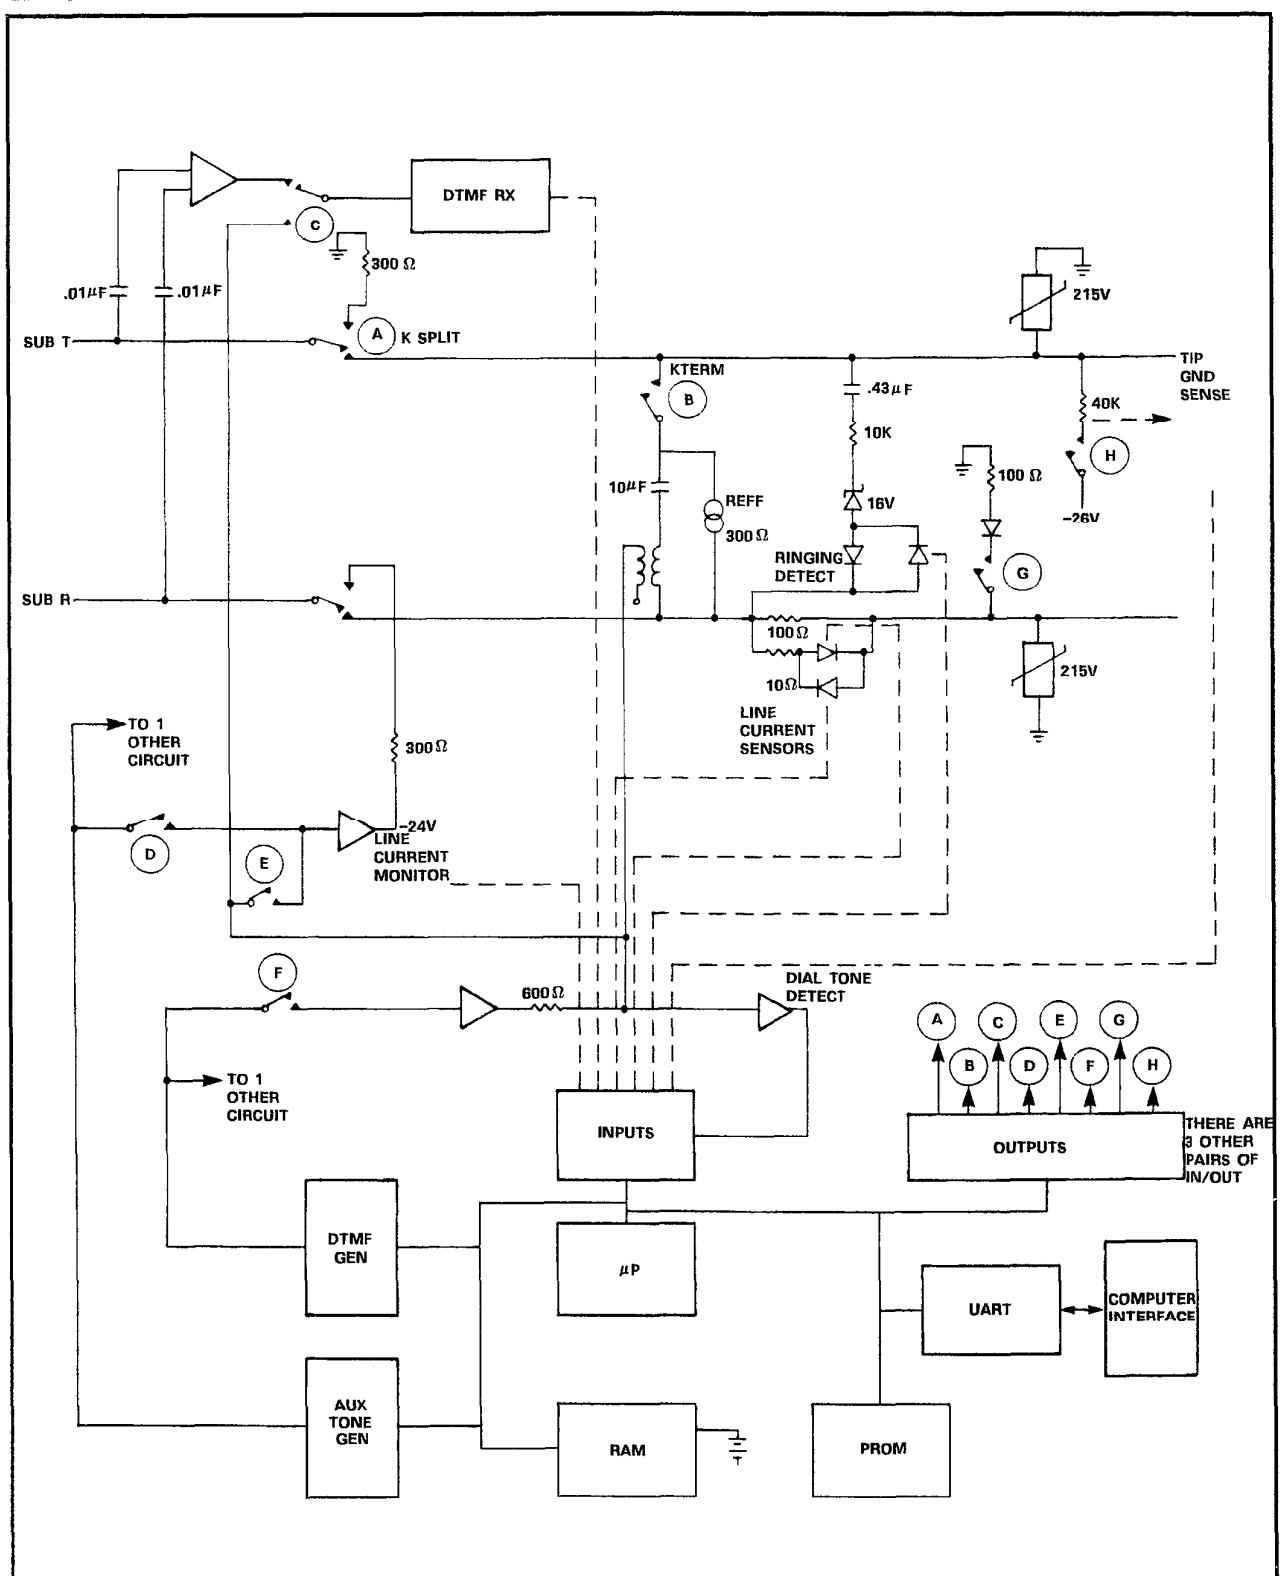 DTMF RX
C
300 Ω
.01μF
.01μF
215V
SUB T
A
K SPLIT
TIP
GND
SENSE
KTERM
B
.43μF
40K
10K
H
100 Ω
10μF
REFF
300 Ω
16V
-26V
RINGING
DETECT
G
SUB R
100Ω
10Ω
215V
LINE
CURRENT
SENSORS
TO 1
OTHER
CIRCUIT
300 Ω
-24V
D
E
LINE
CURRENT
MONITOR
F
600Ω
DIAL TONE
DETECT
A
C
E
G
B
D
F
H
TO 1
OTHER
CIRCUIT
INPUTS
OUTPUTS
THERE ARE
3 OTHER
PAIRS OF
IN/OUT
DTMF
GEN
μP
UART
COMPUTER
INTERFACE
AUX
TONE
GEN
RAM
PROM